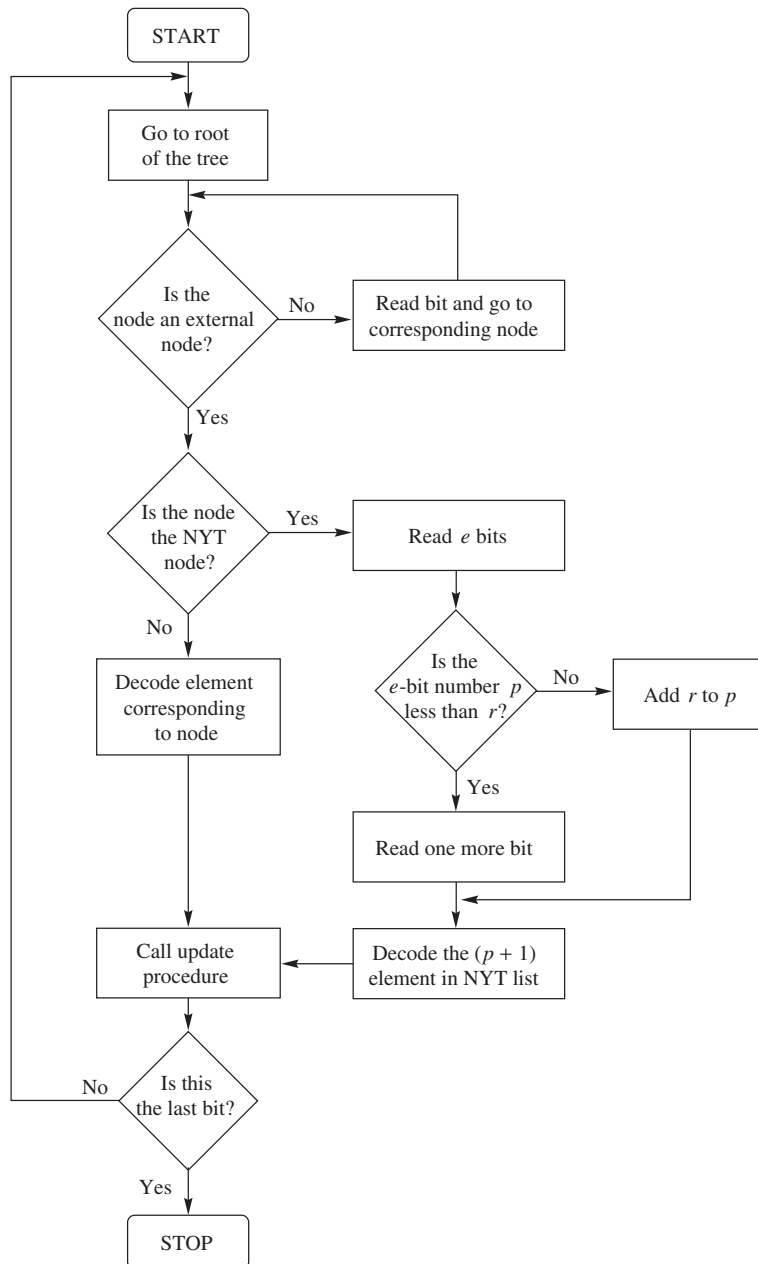 START
Go to root
of the tree
Is the
node an external
node?
No
Read bit and go to
corresponding node
Yes
Is the node
the NYT
node?
Yes
Read e bits
No
Is the
e-bit number p
less than r?
No
Add r to p
Decode element
corresponding
to node
Yes
Read one more bit
Call update
procedure
Decode the (p + 1)
element in NYT list
Is this
the last bit?
No
Yes
STOP